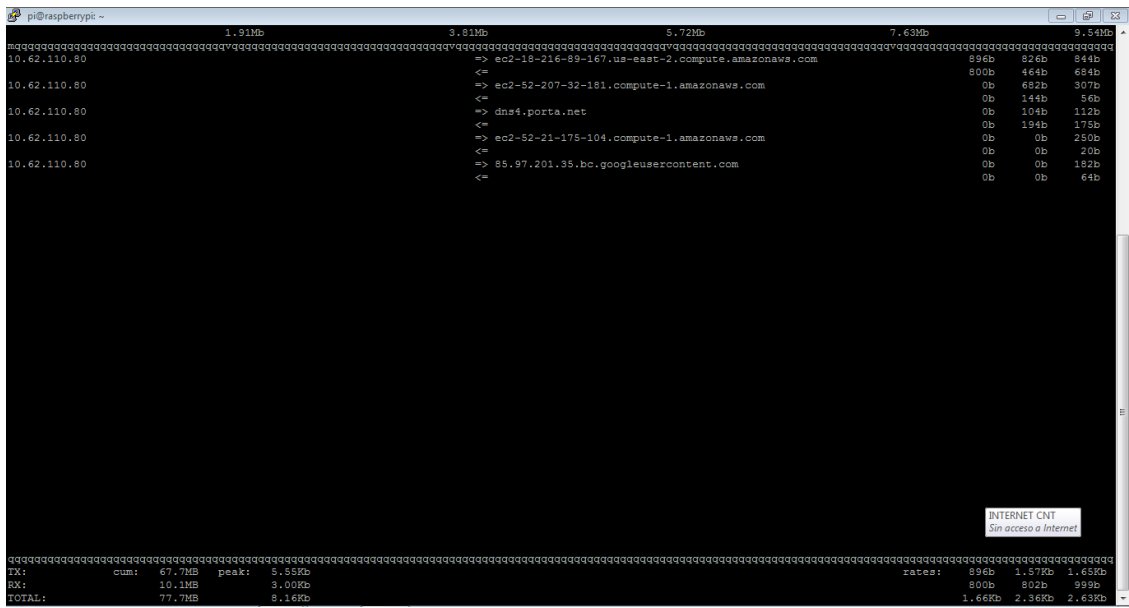 pi@raspberrypi: ~
1.91Mb 3.81Mb 5.72Mb 7.63Mb 9.54Mb
10.62.110.80 => ec2-18-216-89-167.us-east-2.compute.amazonaws.com 896b 826b 844b
<= 800b 464b 684b
10.62.110.80 => ec2-52-207-32-181.compute-1.amazonaws.com 0b 682b 307b
<= 0b 144b 56b
10.62.110.80 => dns4.porta.net 0b 104b 112b
<= 0b 194b 175b
10.62.110.80 => ec2-52-21-175-104.compute-1.amazonaws.com 0b 0b 250b
<= 0b 0b 20b
10.62.110.80 => 85.97.201.35.bc.googleusercontent.com 0b 0b 182b
<= 0b 0b 64b
INTERNET CNT
Sin acceso a Internet
TX: cum: 67.7MB peak: 5.55Kb rates: 896b 1.57Kb 1.65Kb
RX: 10.1MB 3.00Kb 800b 802b 999b
TOTAL: 77.7MB 8.16Kb 1.66Kb 2.36Kb 2.63Kb